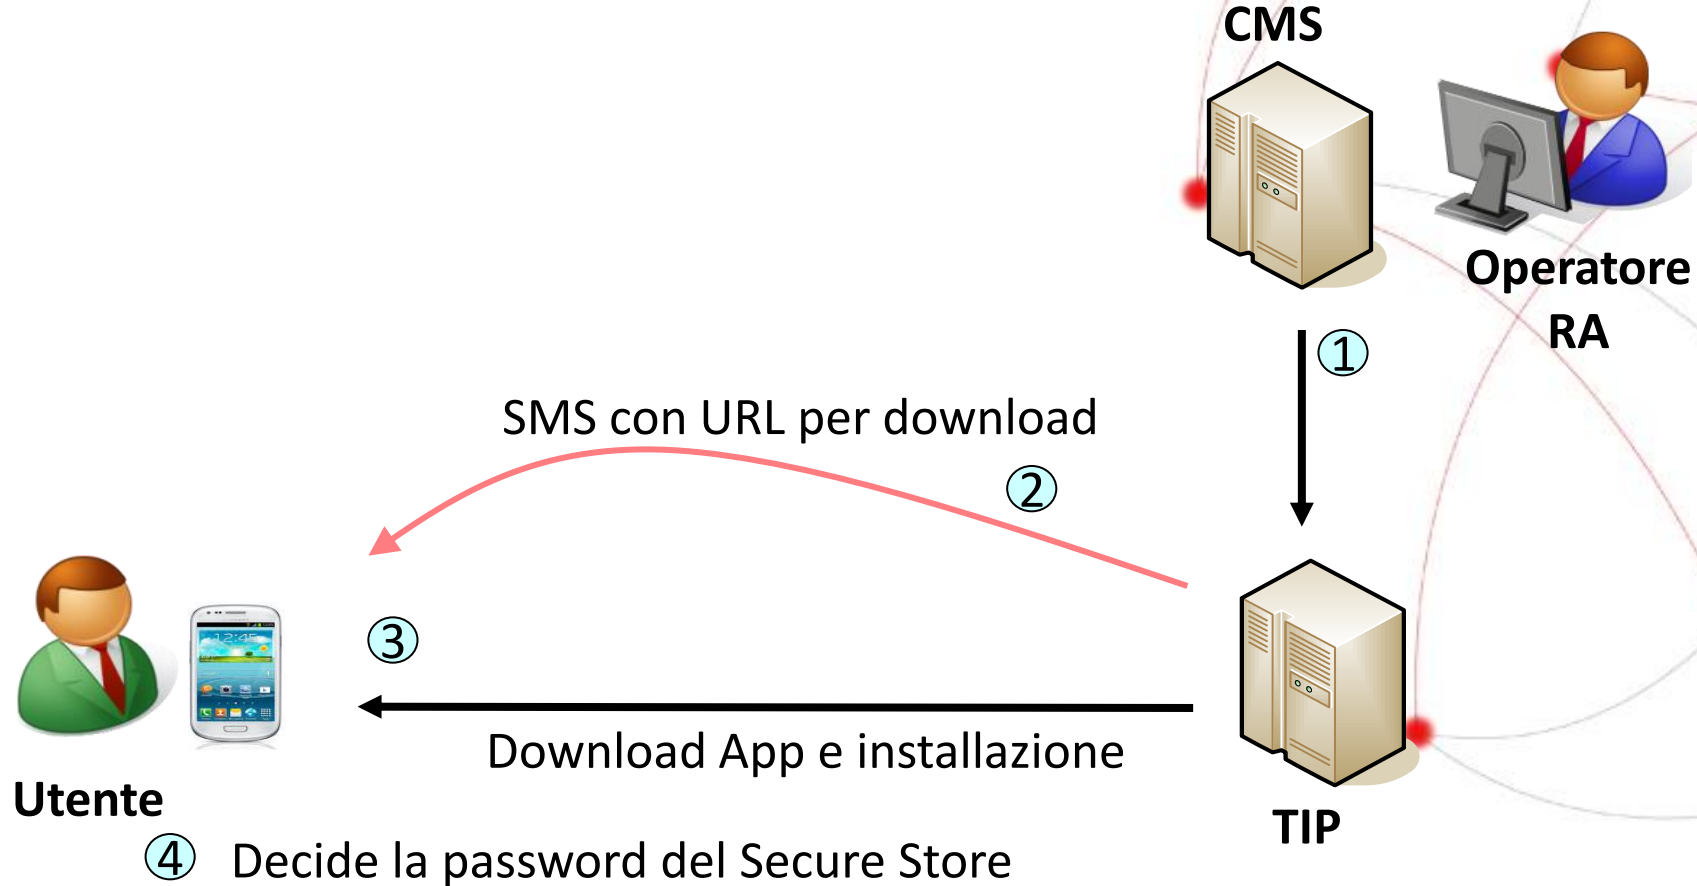 CMS
Operatore
RA
1
SMS con URL per download
2
3
Download App e installazione
Utente
TIP
4 Decide la password del Secure Store